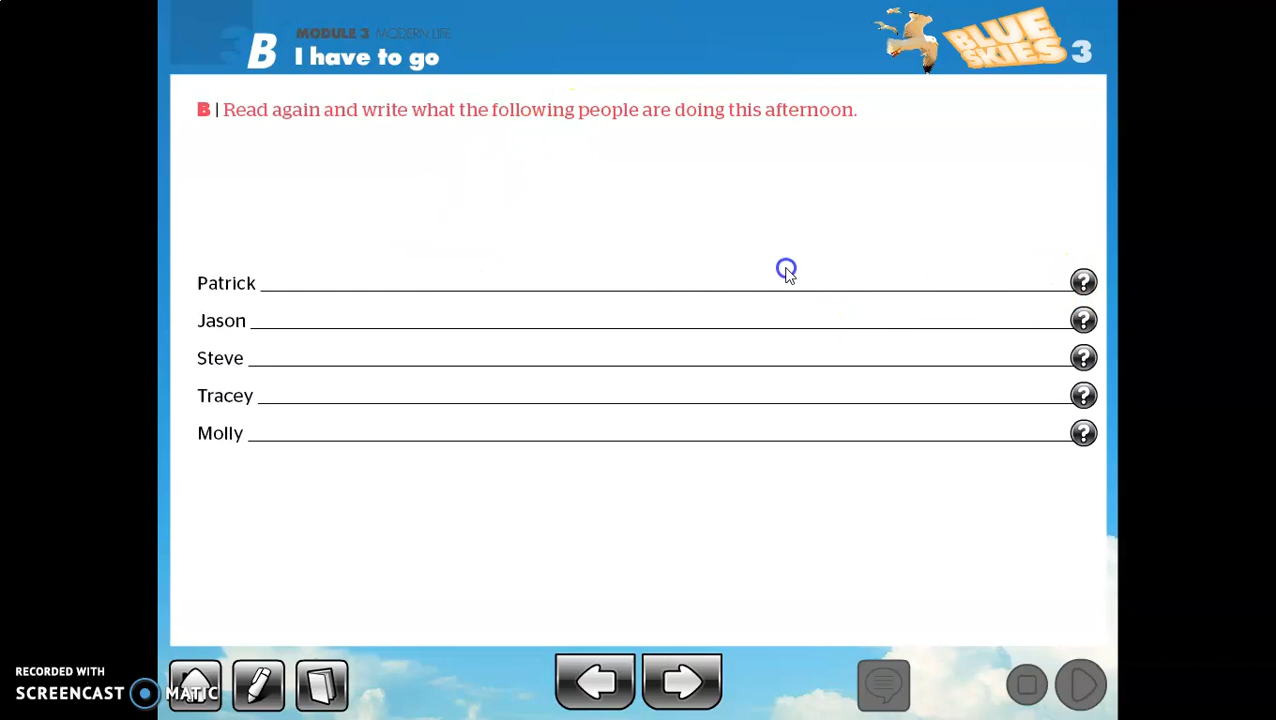 3B
MODULE 3 MODERN LIFE
I have to go
BLUE SKIES 3
B | Read again and write what the following people are doing this afternoon.
Patrick ?
Jason ?
Steve ?
Tracey ?
Molly ?
RECORDED WITH
SCREENCAST MATIC